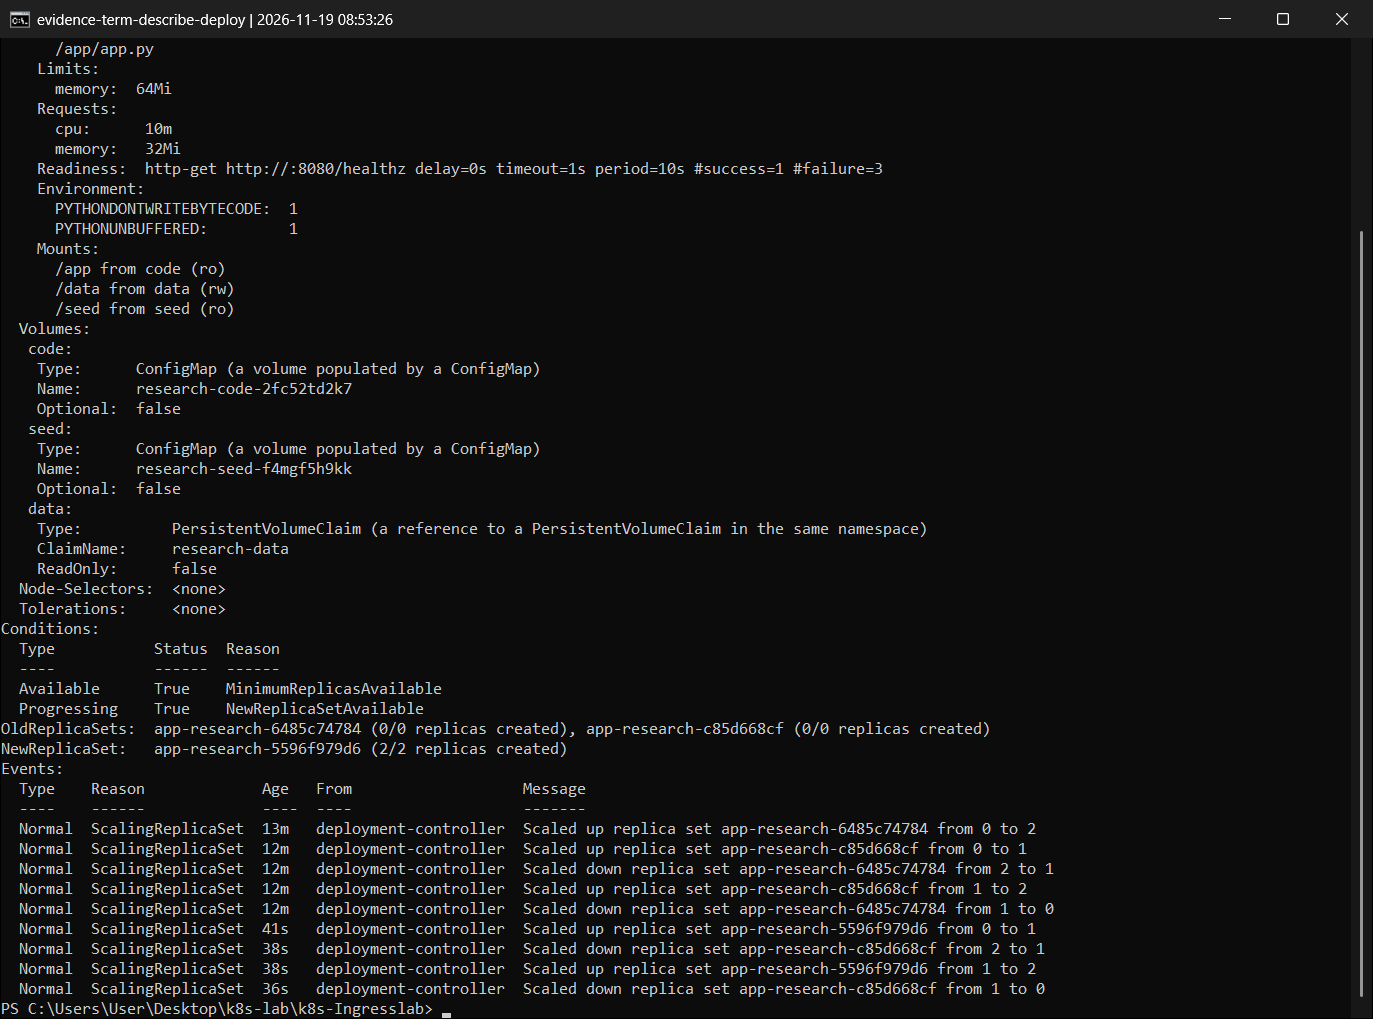 evidence-term-describe-deploy | 2026-11-19 08:53:26
      /app/app.py
    Limits:
      memory:  64Mi
    Requests:
      cpu:      10m
      memory:   32Mi
    Readiness:  http-get http://:8080/healthz delay=0s timeout=1s period=10s #success=1 #failure=3
    Environment:
      PYTHONDONTWRITEBYTECODE:  1
      PYTHONUNBUFFERED:         1
    Mounts:
      /app from code (ro)
      /data from data (rw)
      /seed from seed (ro)
  Volumes:
   code:
    Type:      ConfigMap (a volume populated by a ConfigMap)
    Name:      research-code-2fc52td2k7
    Optional:  false
   seed:
    Type:      ConfigMap (a volume populated by a ConfigMap)
    Name:      research-seed-f4mgf5h9kk
    Optional:  false
   data:
    Type:          PersistentVolumeClaim (a reference to a PersistentVolumeClaim in the same namespace)
    ClaimName:     research-data
    ReadOnly:      false
  Node-Selectors:  <none>
  Tolerations:     <none>
Conditions:
  Type           Status  Reason
  ----           ------  ------
  Available      True    MinimumReplicasAvailable
  Progressing    True    NewReplicaSetAvailable
OldReplicaSets:  app-research-6485c74784 (0/0 replicas created), app-research-c85d668cf (0/0 replicas created)
NewReplicaSet:   app-research-5596f979d6 (2/2 replicas created)
Events:
  Type    Reason             Age   From                   Message
  ----    ------             ----  ----                   -------
  Normal  ScalingReplicaSet  13m   deployment-controller  Scaled up replica set app-research-6485c74784 from 0 to 2
  Normal  ScalingReplicaSet  12m   deployment-controller  Scaled up replica set app-research-c85d668cf from 0 to 1
  Normal  ScalingReplicaSet  12m   deployment-controller  Scaled down replica set app-research-6485c74784 from 2 to 1
  Normal  ScalingReplicaSet  12m   deployment-controller  Scaled up replica set app-research-c85d668cf from 1 to 2
  Normal  ScalingReplicaSet  12m   deployment-controller  Scaled down replica set app-research-6485c74784 from 1 to 0
  Normal  ScalingReplicaSet  41s   deployment-controller  Scaled up replica set app-research-5596f979d6 from 0 to 1
  Normal  ScalingReplicaSet  38s   deployment-controller  Scaled down replica set app-research-c85d668cf from 2 to 1
  Normal  ScalingReplicaSet  38s   deployment-controller  Scaled up replica set app-research-5596f979d6 from 1 to 2
  Normal  ScalingReplicaSet  36s   deployment-controller  Scaled down replica set app-research-c85d668cf from 1 to 0
PS C:\Users\User\Desktop\k8s-lab\k8s-Ingresslab>